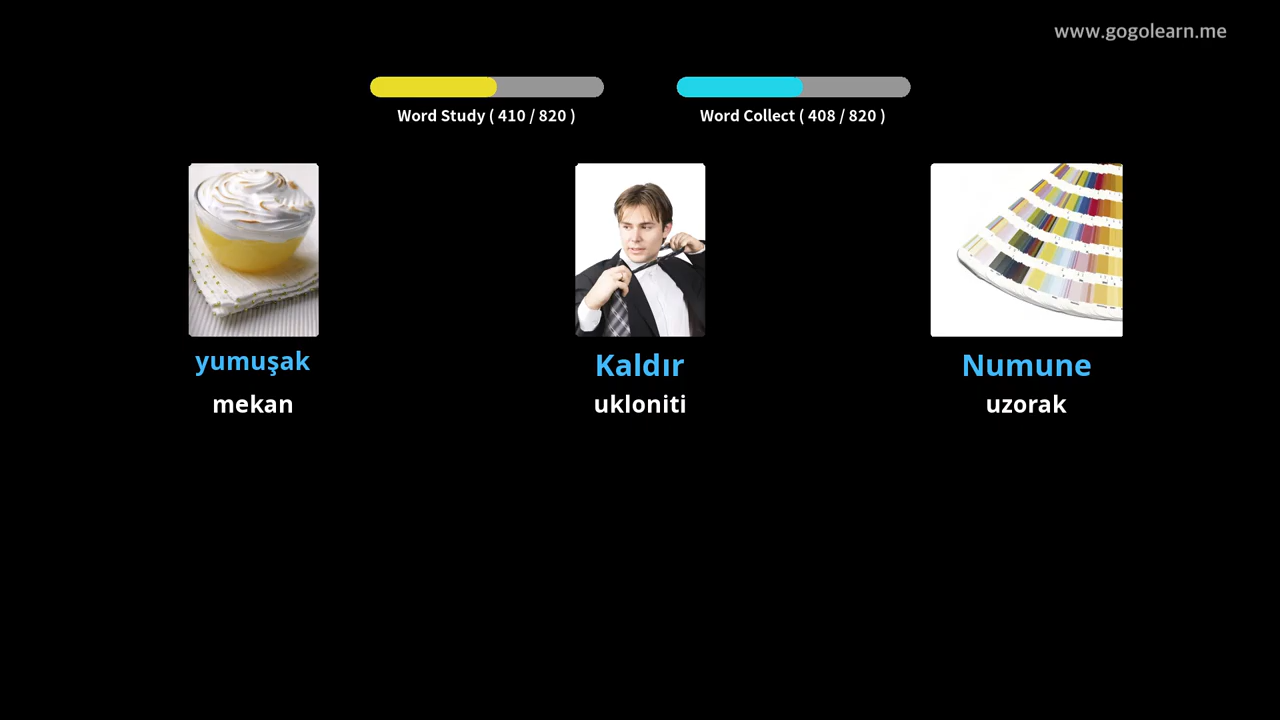 www.gogolearn.me
Word Study ( 410 / 820 )
Word Collect ( 408 / 820 )
yumuşak
mekan
Kaldır
ukloniti
Numune
uzorak